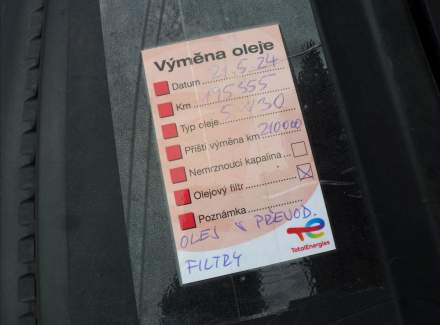 Výměna oleje
Datum 21.5.24
Km 195555
Typ oleje 5W30
Příští výměna km 210000
Nemrznoucí kapalina
Olejový filtr
Poznámka
OLEJ V PŘEVOD.
FILTRY
TotalEnergies